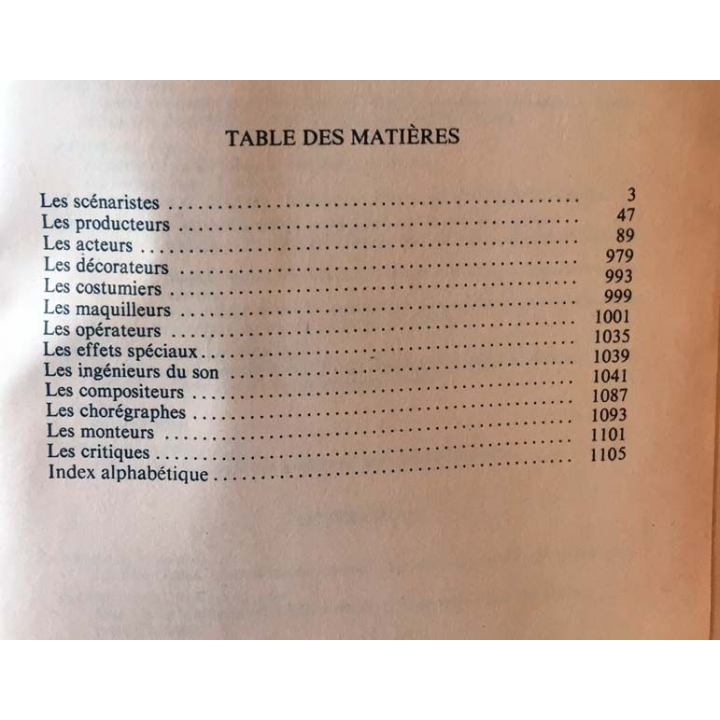 TABLE DES MATIÈRES
Les scénaristes ........................................ 3
Les producteurs ........................................ 47
Les acteurs ........................................ 89
Les décorateurs ........................................ 979
Les costumiers ........................................ 993
Les maquilleurs ........................................ 999
Les opérateurs ........................................ 1001
Les effets spéciaux ........................................ 1035
Les ingénieurs du son ........................................ 1039
Les compositeurs ........................................ 1041
Les chorégraphes ........................................ 1087
Les monteurs ........................................ 1093
Les critiques ........................................ 1101
Index alphabétique ........................................ 1105